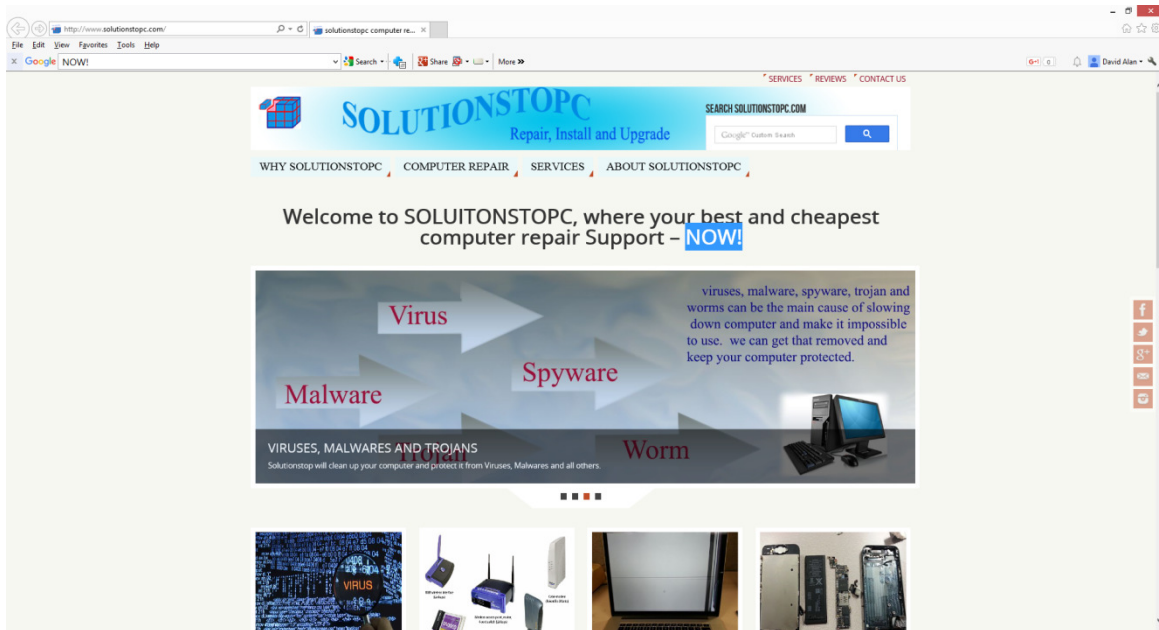 http://www.solutionstopc.com/
solutionstopc computer re...
File Edit View Favorites Tools Help
Google NOW! Search Share More »
G+1 0 David Alan
SERVICES REVIEWS CONTACT US
SOLUTIONSTOPC
Repair, Install and Upgrade
SEARCH SOLUTIONSTOPC.COM
Google™ Custom Search
WHY SOLUTIONSTOPC COMPUTER REPAIR SERVICES ABOUT SOLUTIONSTOPC
Welcome to SOLUITONSTOPC, where your best and cheapest
computer repair Support – NOW!
viruses, malware, spyware, trojan and
worms can be the main cause of slowing
down computer and make it impossible
to use. we can get that removed and
keep your computer protected.
Virus
Spyware
Malware
Trojan
Worm
VIRUSES, MALWARES AND TROJANS
Solutionstop will clean up your computer and protect it from Viruses, Malwares and all others.
VIRUS